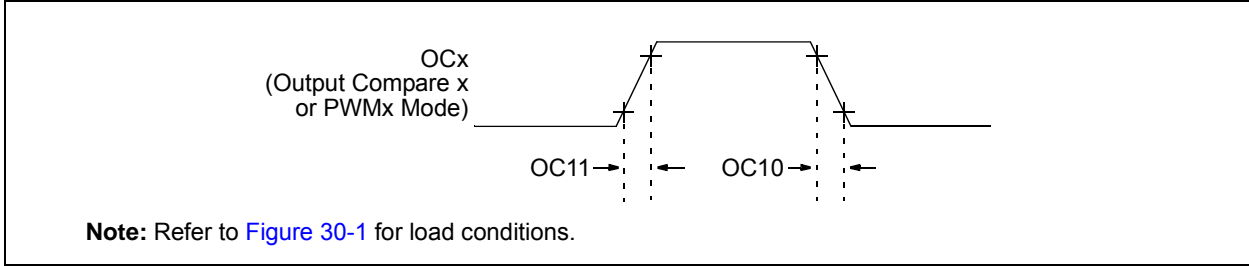 OCx
(Output Compare x
or PWMx Mode)
OC11
OC10
Note: Refer to Figure 30-1 for load conditions.